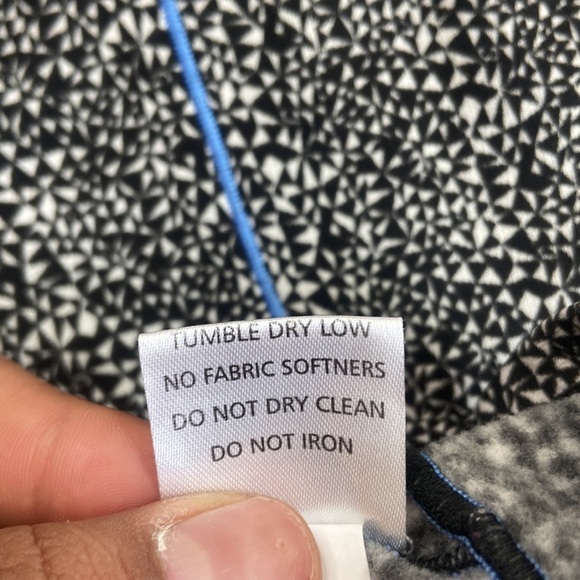 TUMBLE DRY LOW
NO FABRIC SOFTNERS
DO NOT DRY CLEAN
DO NOT IRON